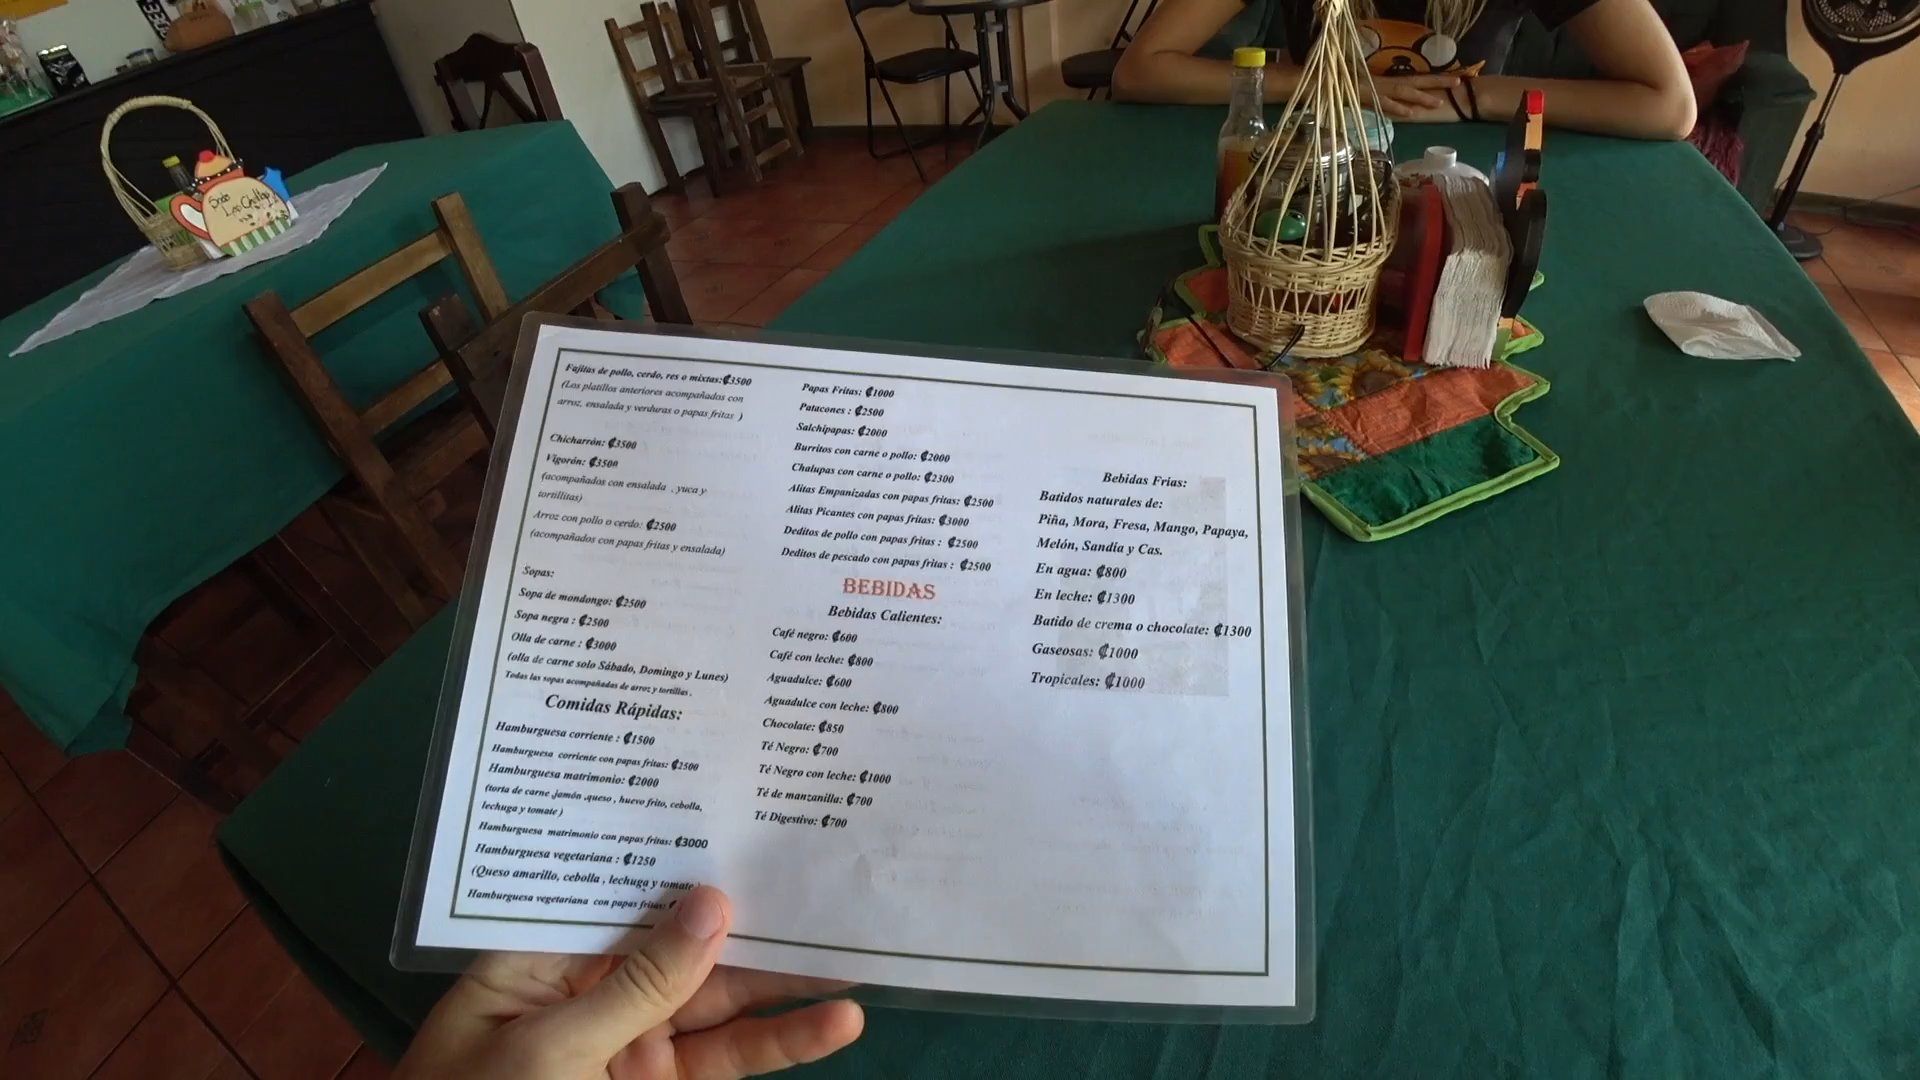 Fajitas de pollo, cerdo, res o mixtas:₡3500
(Los platillos anteriores acompañados con
arroz, ensalada y verduras o papas fritas )
Chicharrón: ₡3500
Vigorón: ₡3500
(acompañados con ensalada , yuca y
tortillitas)
Arroz con pollo o cerdo: ₡2500
(acompañados con papas fritas y ensalada)
Sopas:
Sopa de mondongo: ₡2500
Sopa negra : ₡2500
Olla de carne : ₡3000
(olla de carne solo Sábado, Domingo y Lunes)
Todas las sopas acompañadas de arroz y tortillas.
Comidas Rápidas:
Hamburguesa corriente : ₡1500
Hamburguesa corriente con papas fritas: ₡2500
Hamburguesa matrimonio: ₡2000
(torta de carne ,jamón ,queso , huevo frito, cebolla,
lechuga y tomate )
Hamburguesa matrimonio con papas fritas: ₡3000
Hamburguesa vegetariana : ₡1250
(Queso amarillo, cebolla , lechuga y tomate )
Hamburguesa vegetariana con papas fritas: ₡
Papas Fritas: ₡1000
Patacones : ₡2500
Salchipapas: ₡2000
Burritos con carne o pollo: ₡2000
Chalupas con carne o pollo: ₡2300
Alitas Empanizadas con papas fritas: ₡2500
Alitas Picantes con papas fritas: ₡3000
Deditos de pollo con papas fritas : ₡2500
Deditos de pescado con papas fritas : ₡2500
BEBIDAS
Bebidas Calientes:
Café negro: ₡600
Café con leche: ₡800
Aguadulce: ₡600
Aguadulce con leche: ₡800
Chocolate: ₡850
Té Negro: ₡700
Té Negro con leche: ₡1000
Té de manzanilla: ₡700
Té Digestivo: ₡700
Bebidas Frias:
Batidos naturales de:
Piña, Mora, Fresa, Mango, Papaya,
Melón, Sandía y Cas.
En agua: ₡800
En leche: ₡1300
Batido de crema o chocolate: ₡1300
Gaseosas: ₡1000
Tropicales: ₡1000